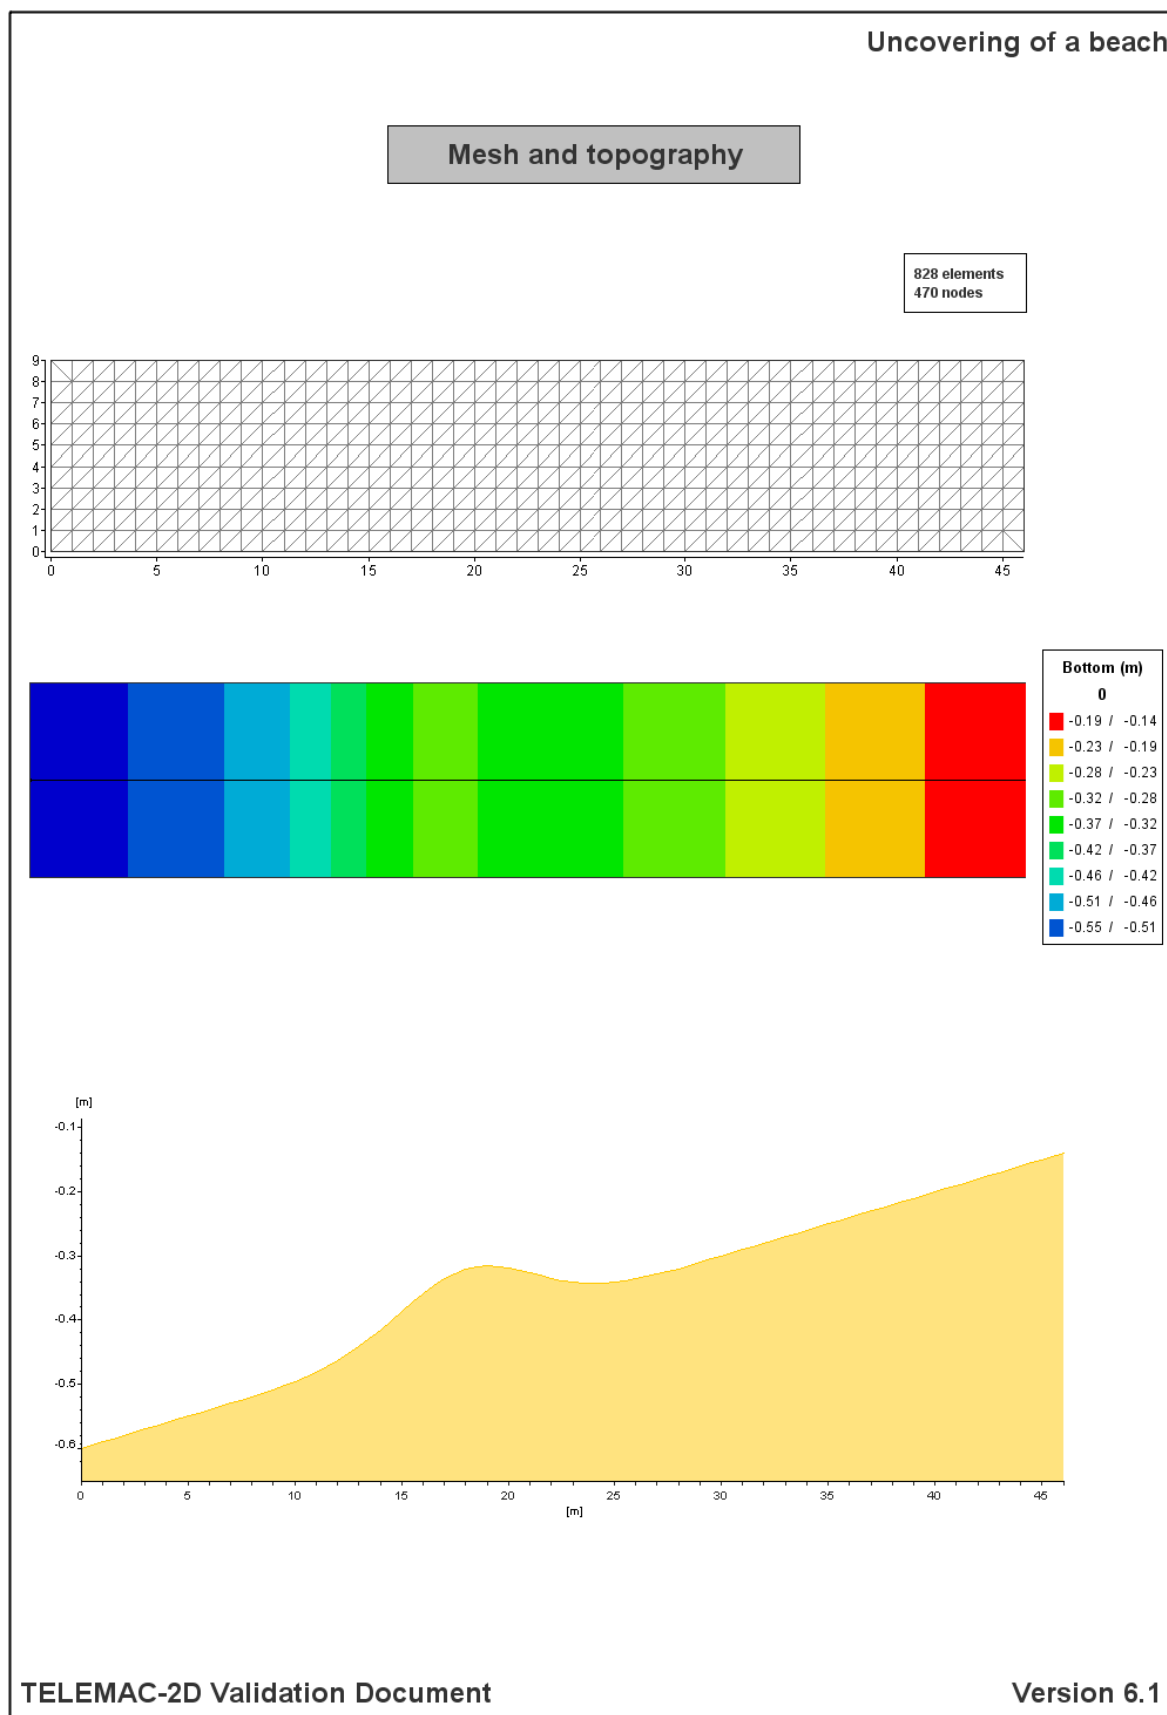 Uncovering of a beach
Mesh and topography
828 elements
470 nodes
9
8
7
6
5
4
3
2
1
0
0 5 10 15 20 25 30 35 40 45
Bottom (m)
0
-0.19 / -0.14
-0.23 / -0.19
-0.28 / -0.23
-0.32 / -0.28
-0.37 / -0.32
-0.42 / -0.37
-0.46 / -0.42
-0.51 / -0.46
-0.55 / -0.51
[m]
-0.1
-0.2
-0.3
-0.4
-0.5
-0.6
0 5 10 15 20 25 30 35 40 45
[m]
TELEMAC-2D Validation Document Version 6.1